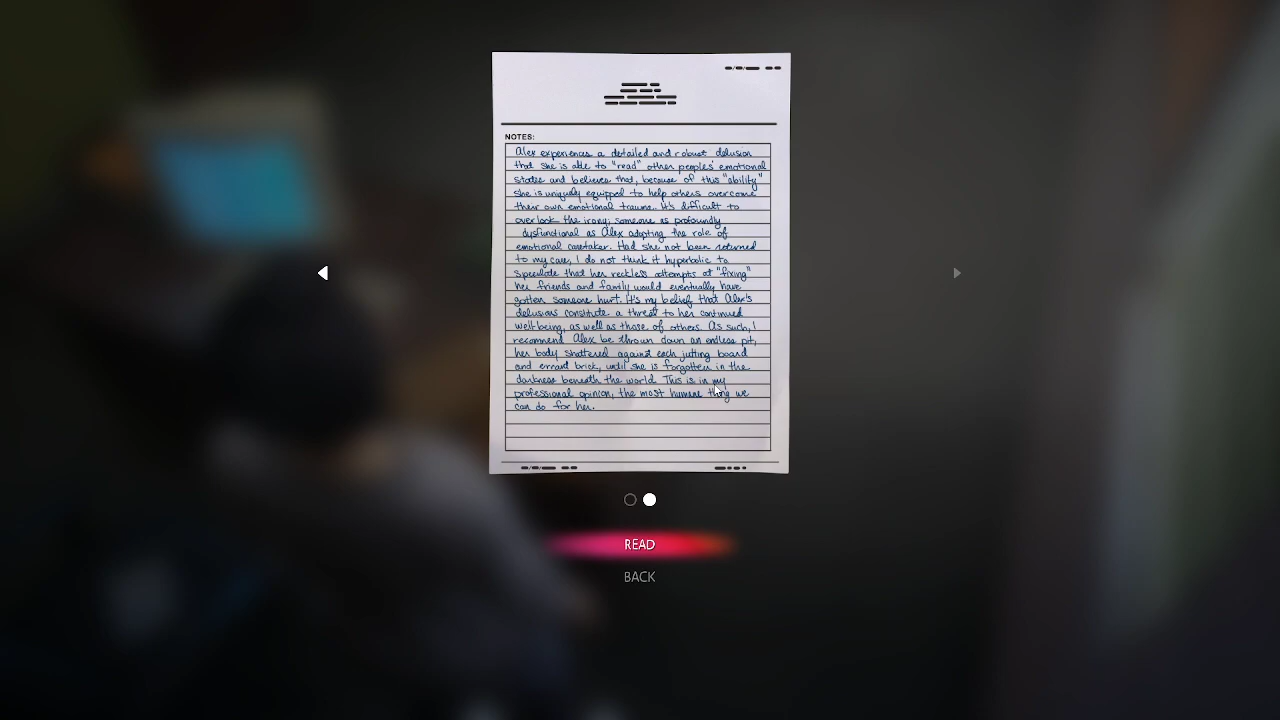 NOTES:
Alex experiences a detailed and robust delusion
that she is able to "read" other peoples' emotional
states and believes that, because of this "ability"
she is uniquely equipped to help others overcome
their own emotional trauma. It's difficult to
overlook the irony; someone as profoundly
dysfunctional as Alex adopting the role of
emotional caretaker. Had she not been returned
to my care, I do not think it hyperbolic to
speculate that her reckless attempts at "fixing"
her friends and family would eventually have
gotten someone hurt. It's my belief that Alex's
delusions constitute a threat to her continued
well-being, as well as those of others. As such, I
recommend Alex be thrown down an endless pit,
her body shattered against each jutting board
and errant brick, until she is forgotten in the
darkness beneath the world. This is in my
professional opinion, the most humane thing we
can do for her.
READ
BACK